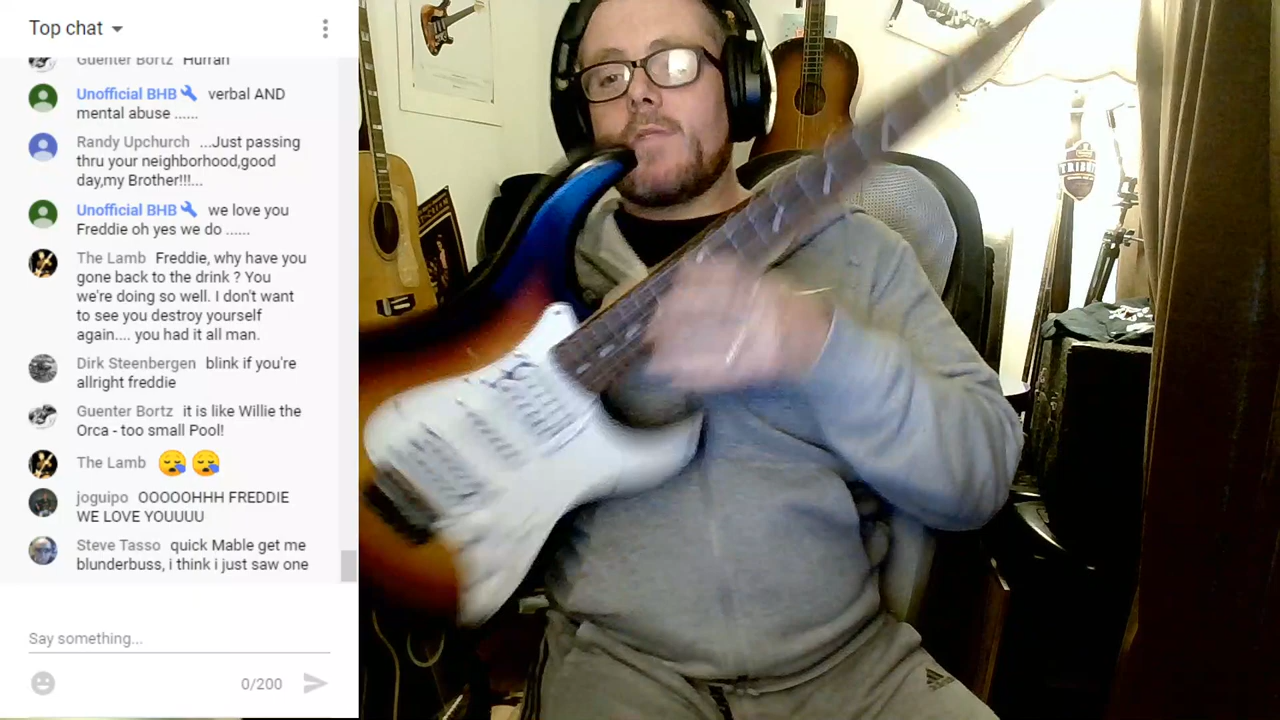 Top chat
Guenter Bortz Hurrah
Unofficial BHB verbal AND
mental abuse ......
Randy Upchurch ...Just passing
thru your neighborhood,good
day,my Brother!!!...
Unofficial BHB we love you
Freddie oh yes we do ......
The Lamb Freddie, why have you
gone back to the drink ? You
we're doing so well. I don't want
to see you destroy yourself
again.... you had it all man.
Dirk Steenbergen blink if you're
allright freddie
Guenter Bortz it is like Willie the
Orca - too small Pool!
The Lamb 😪 😪
joguipo OOOOOHHH FREDDIE
WE LOVE YOUUUU
Steve Tasso quick Mable get me
blunderbuss, i think i just saw one
Say something...
0/200
TRIBUTE
adidas